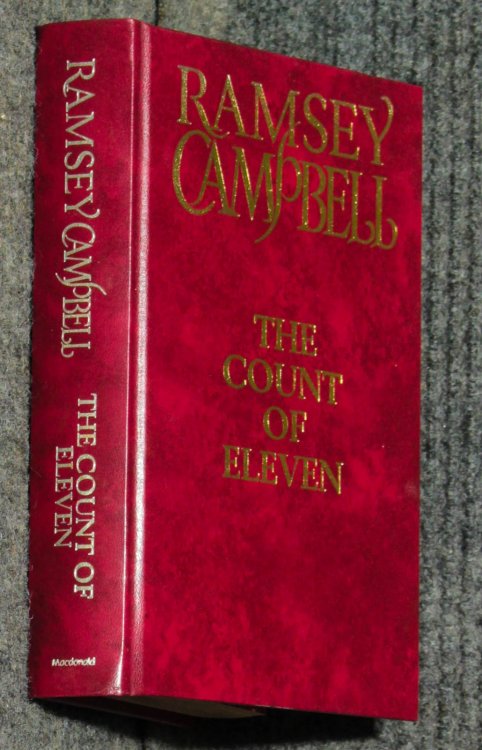 RAMSEY
CAMPBELL
THE
COUNT
OF
ELEVEN
RAMSEY CAMPBELL
THE COUNT OF
ELEVEN
Macdonald